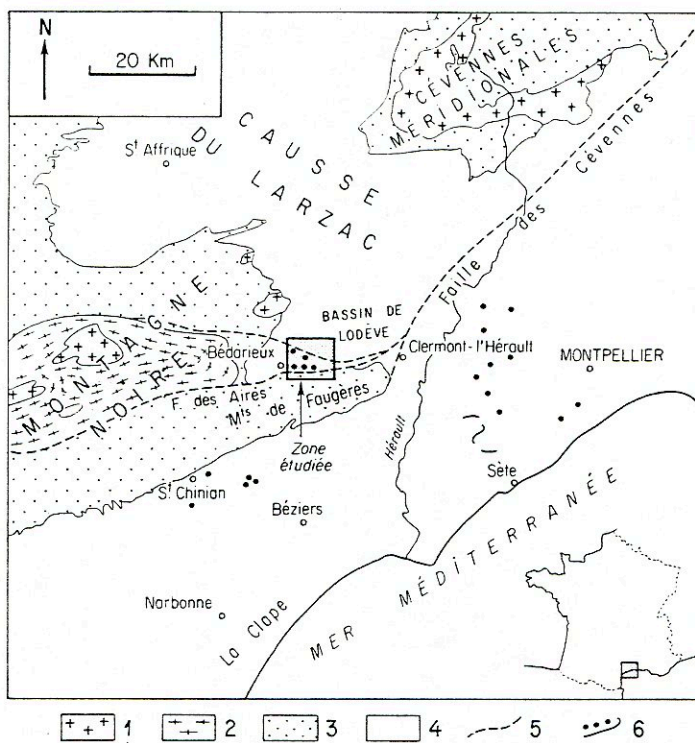 N
20 Km
CÉVENNES
MÉRIDIONALES
St Affrique
CAUSSE
DU LARZAC
Faille des Cévennes
MONTAGNE
NOIRE
BASSIN DE
LODÈVE
Bédarieux
Clermont-l'Hérault
MONTPELLIER
F. des Aires
Mts de Faugères
Zone
étudiée
Hérault
St Chinian
Sète
Béziers
Narbonne
La Clape
MER MÉDITERRANÉE
1 2 3 4 5 6